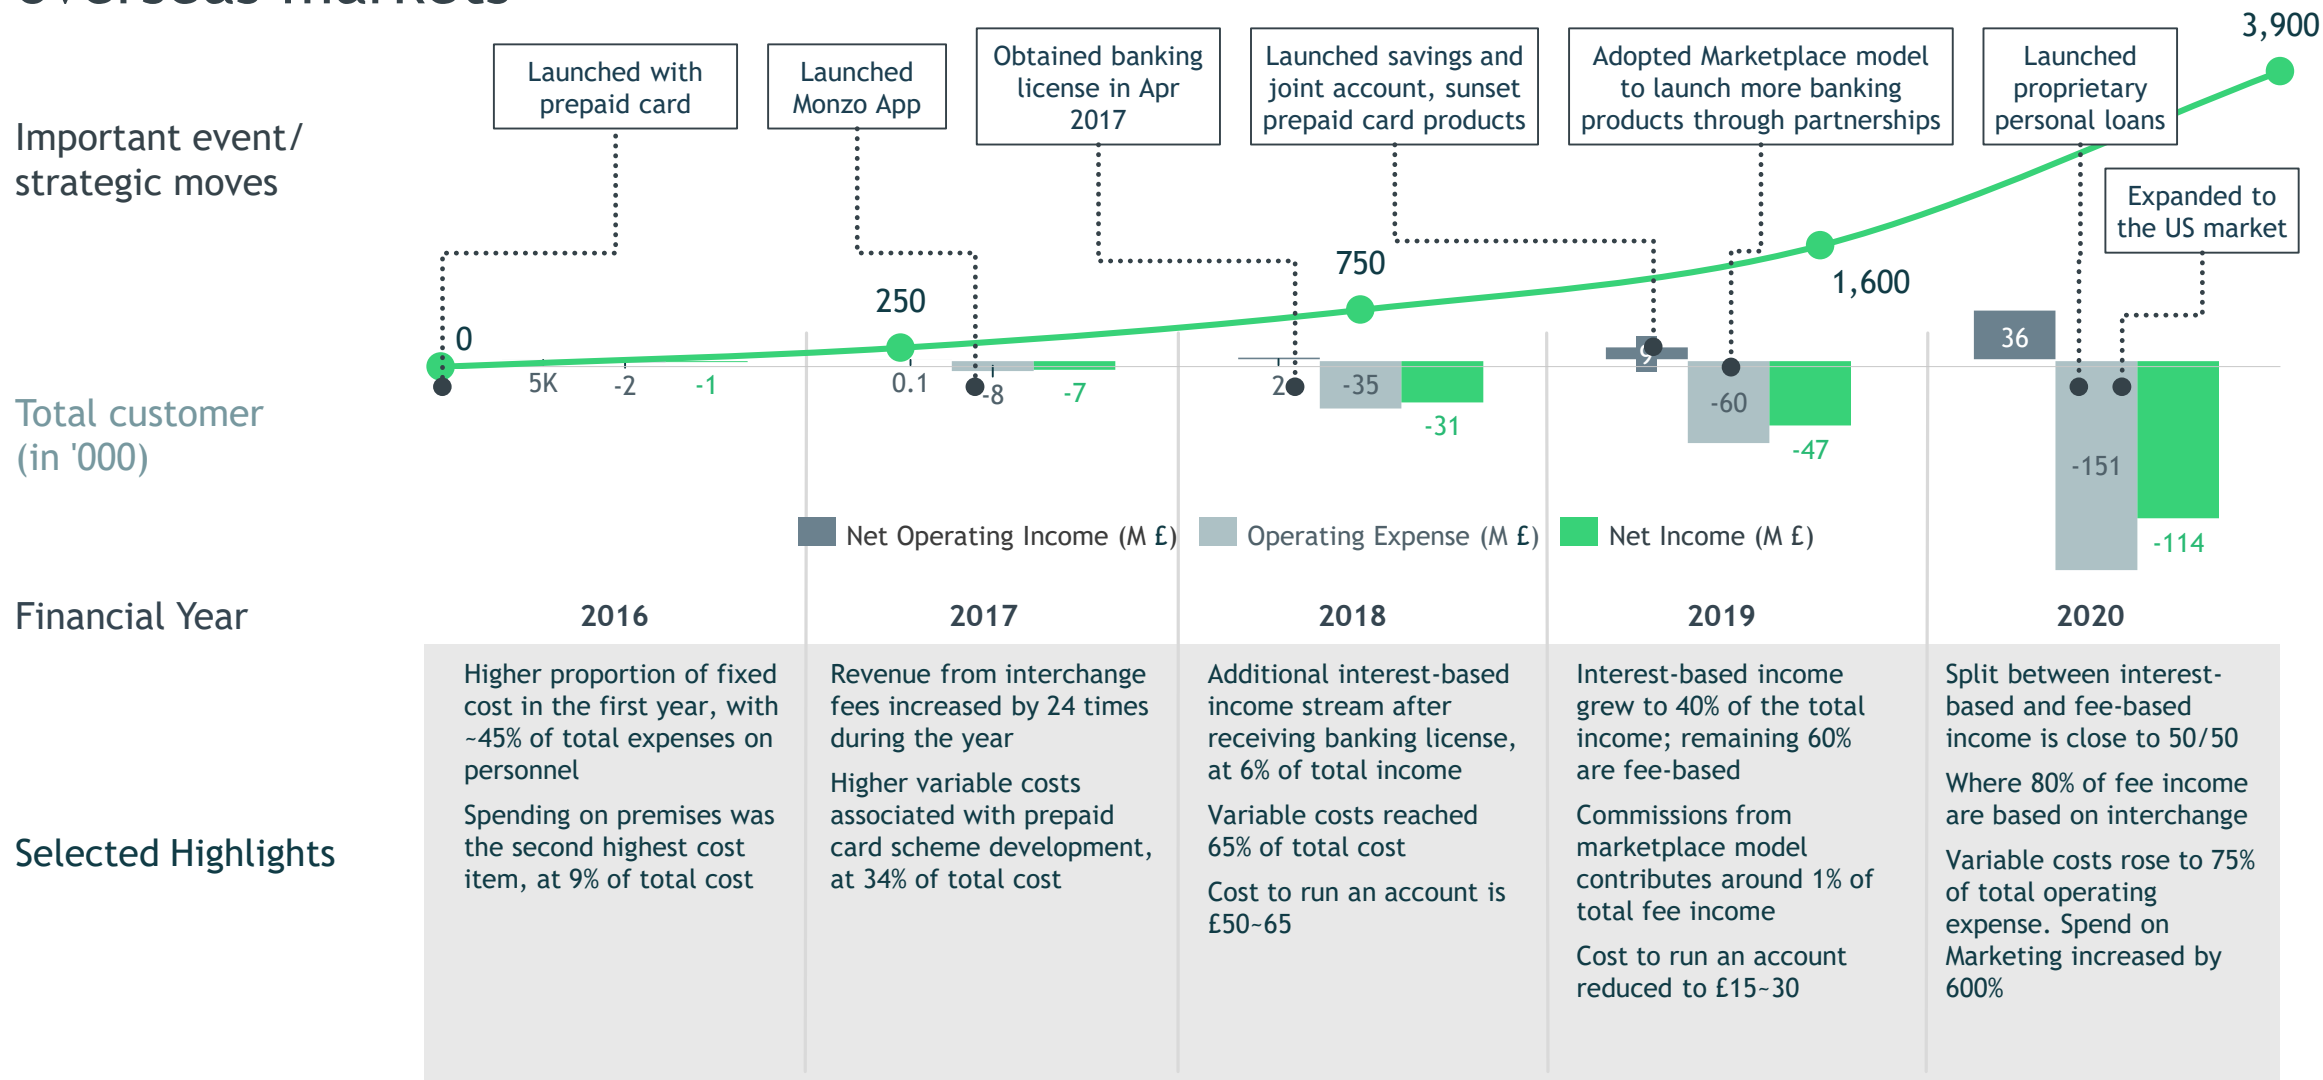 overseas markets
3,900
Launched with
prepaid card
Launched
Monzo App
Obtained banking
license in Apr
2017
Launched savings and
joint account, sunset
prepaid card products
Adopted Marketplace model
to launch more banking
products through partnerships
Launched
proprietary
personal loans
Expanded to
the US market
Important event/
strategic moves
0
250
750
1,600
5K
-2
-1
0.1
-8
-7
2
-35
-31
9
-60
-47
36
-151
-114
Total customer
(in '000)
Net Operating Income (M £)
Operating Expense (M £)
Net Income (M £)
Financial Year
2016
2017
2018
2019
2020
Selected Highlights
Higher proportion of fixed
cost in the first year, with
~45% of total expenses on
personnel
Spending on premises was
the second highest cost
item, at 9% of total cost
Revenue from interchange
fees increased by 24 times
during the year
Higher variable costs
associated with prepaid
card scheme development,
at 34% of total cost
Additional interest-based
income stream after
receiving banking license,
at 6% of total income
Variable costs reached
65% of total cost
Cost to run an account is
£50~65
Interest-based income
grew to 40% of the total
income; remaining 60%
are fee-based
Commissions from
marketplace model
contributes around 1% of
total fee income
Cost to run an account
reduced to £15~30
Split between interest-
based and fee-based
income is close to 50/50
Where 80% of fee income
are based on interchange
Variable costs rose to 75%
of total operating
expense. Spend on
Marketing increased by
600%